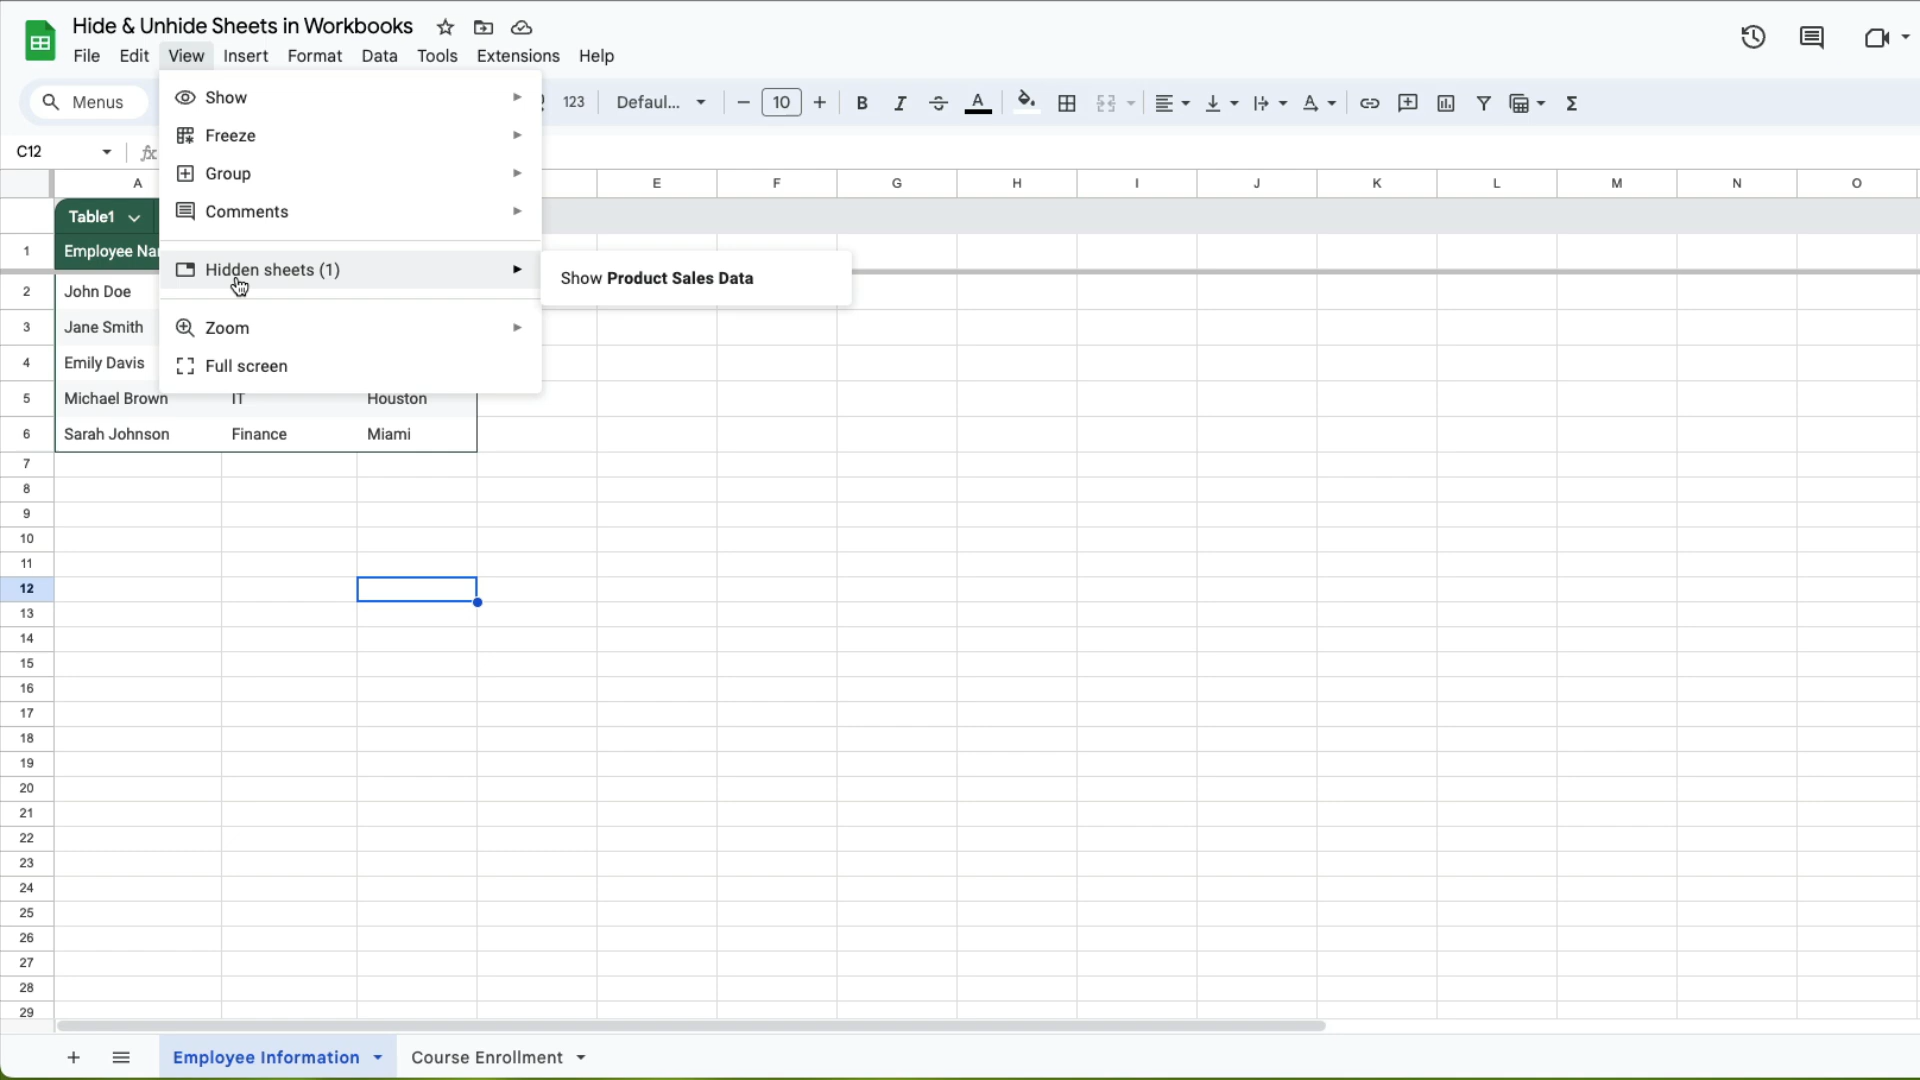 Hide & Unhide Sheets in Workbooks
File Edit View Insert Format Data Tools Extensions Help
Menus 123 Defaul... 10 B I A Σ
C12 fx
A E F G H I J K L M N O
Show
Freeze
Group
Comments
Hidden sheets (1)
Show Product Sales Data
Zoom
Full screen
Table1
1 Employee Na
2 John Doe
3 Jane Smith
4 Emily Davis
5 Michael Brown IT Houston
6 Sarah Johnson Finance Miami
7
8
9
10
11
12
13
14
15
16
17
18
19
20
21
22
23
24
25
26
27
28
29
Employee Information Course Enrollment